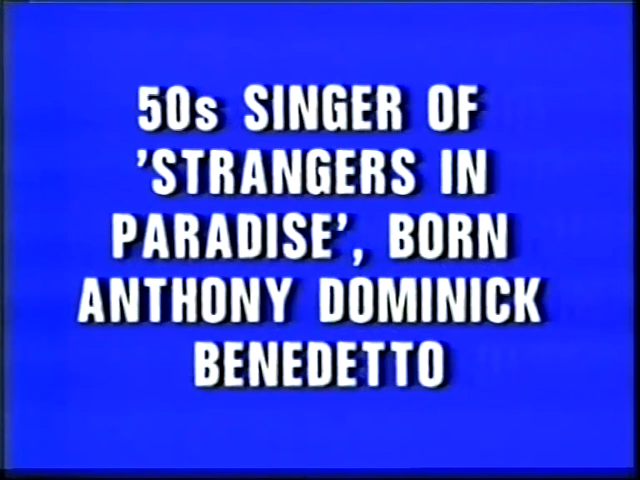 50s SINGER OF
'STRANGERS IN
PARADISE', BORN
ANTHONY DOMINICK
BENEDETTO